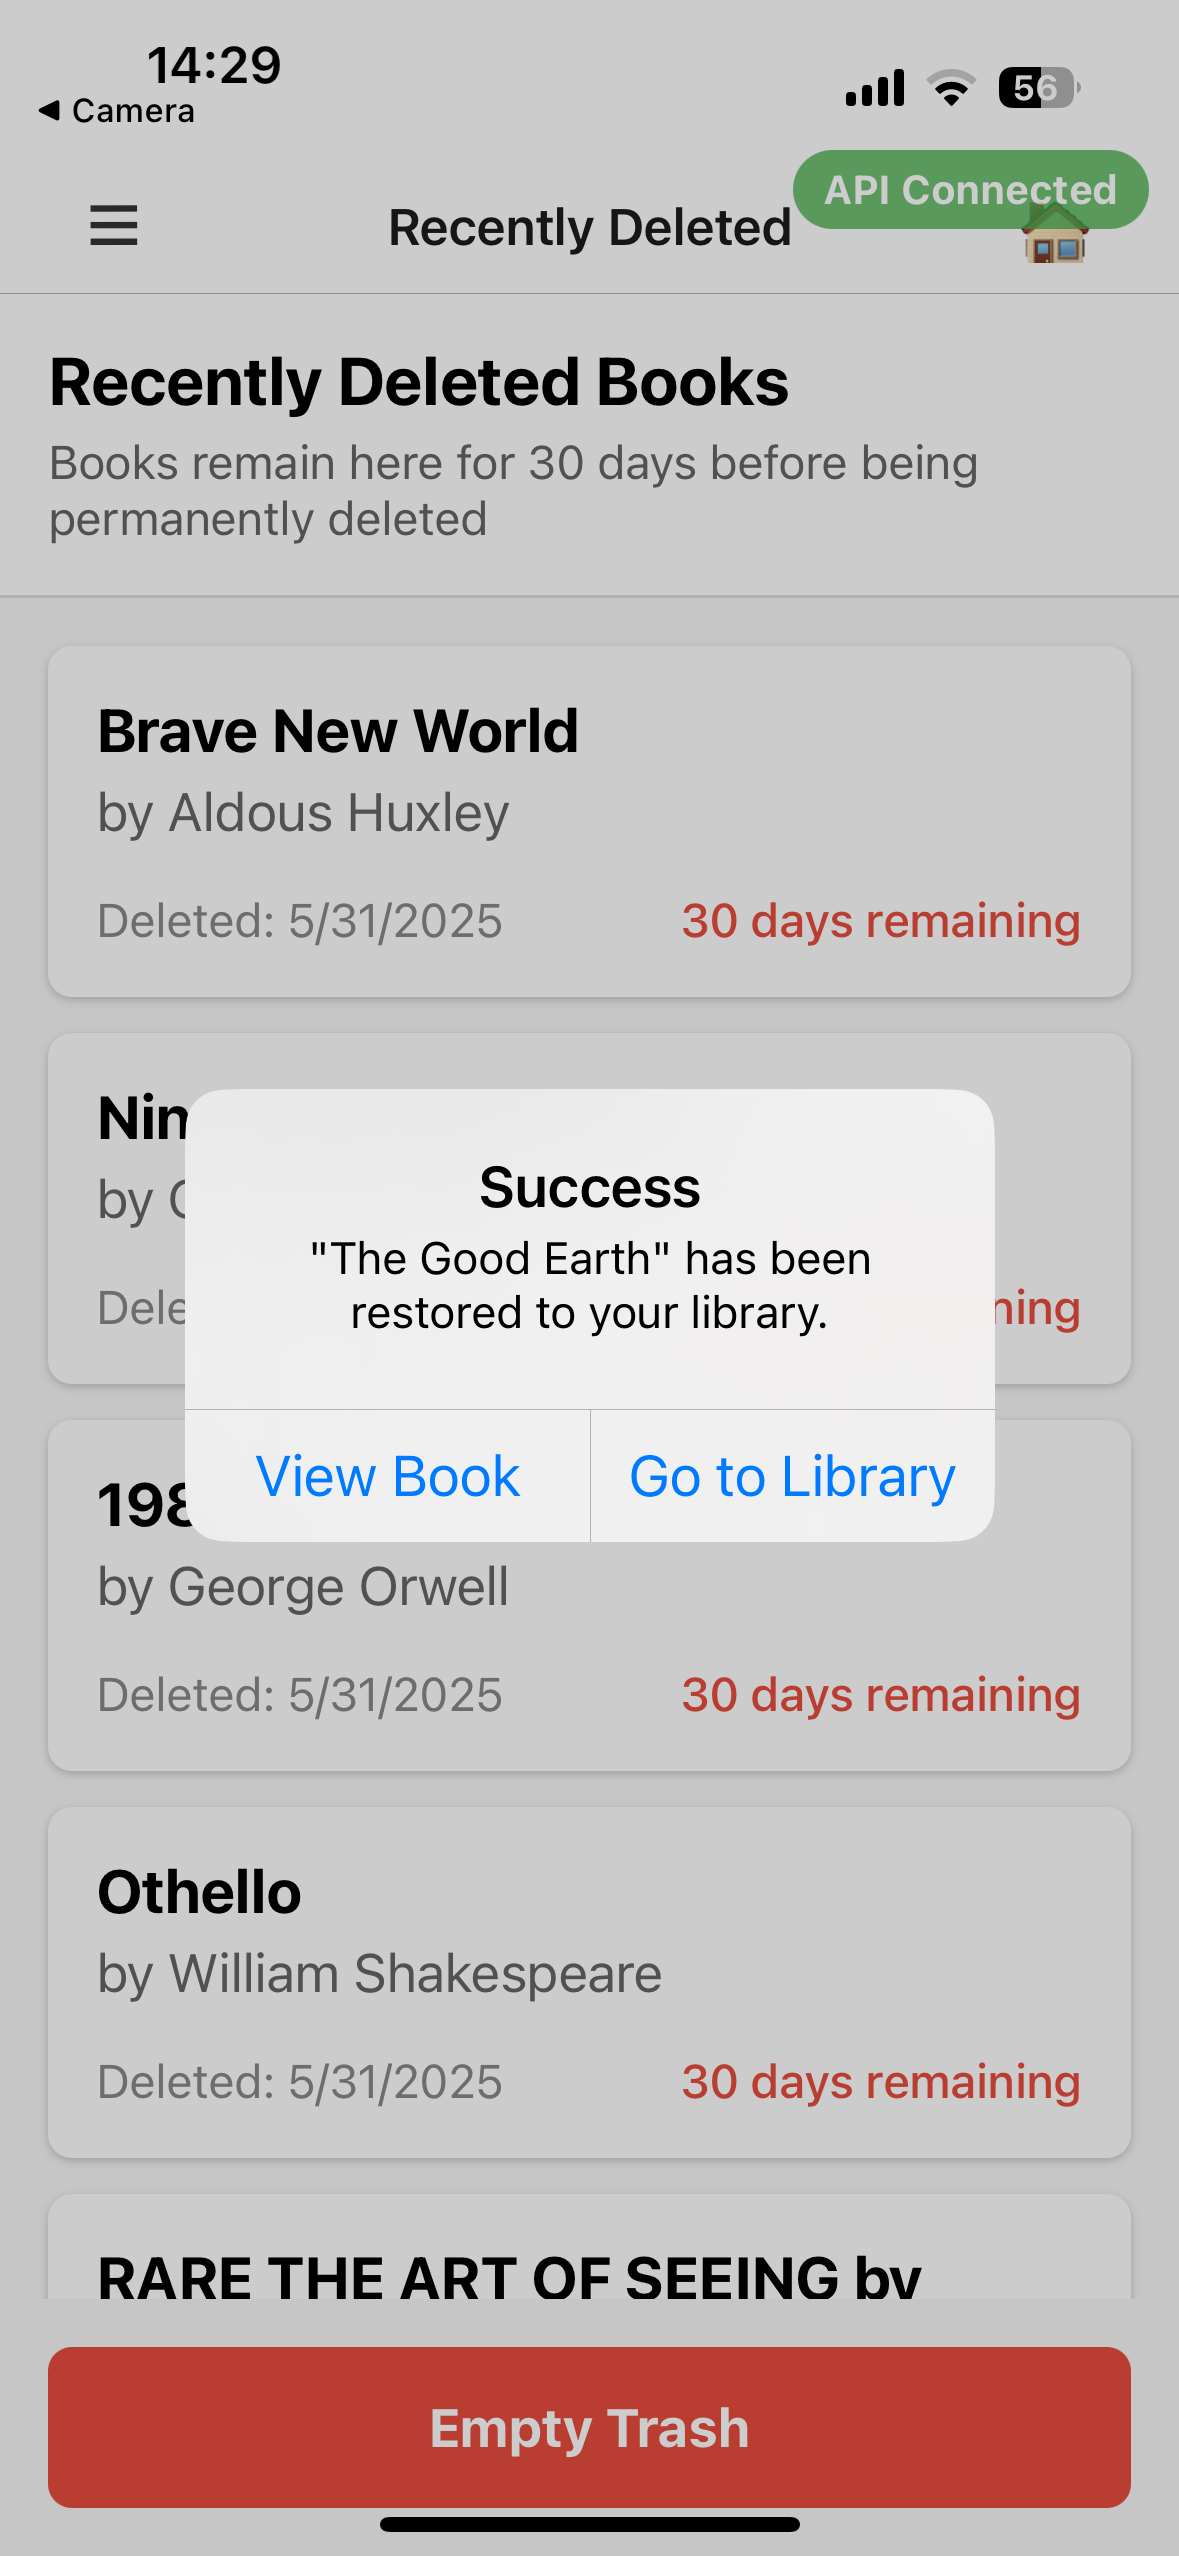 14:29
Camera
56
API Connected
Recently Deleted
Recently Deleted Books
Books remain here for 30 days before being
permanently deleted
Brave New World
by Aldous Huxley
Deleted: 5/31/2025 30 days remaining
by
Success
"The Good Earth" has been
restored to your library.
View Book Go to Library
by George Orwell
Deleted: 5/31/2025 30 days remaining
Othello
by William Shakespeare
Deleted: 5/31/2025 30 days remaining
RARE THE ART OF SEEING by
Empty Trash